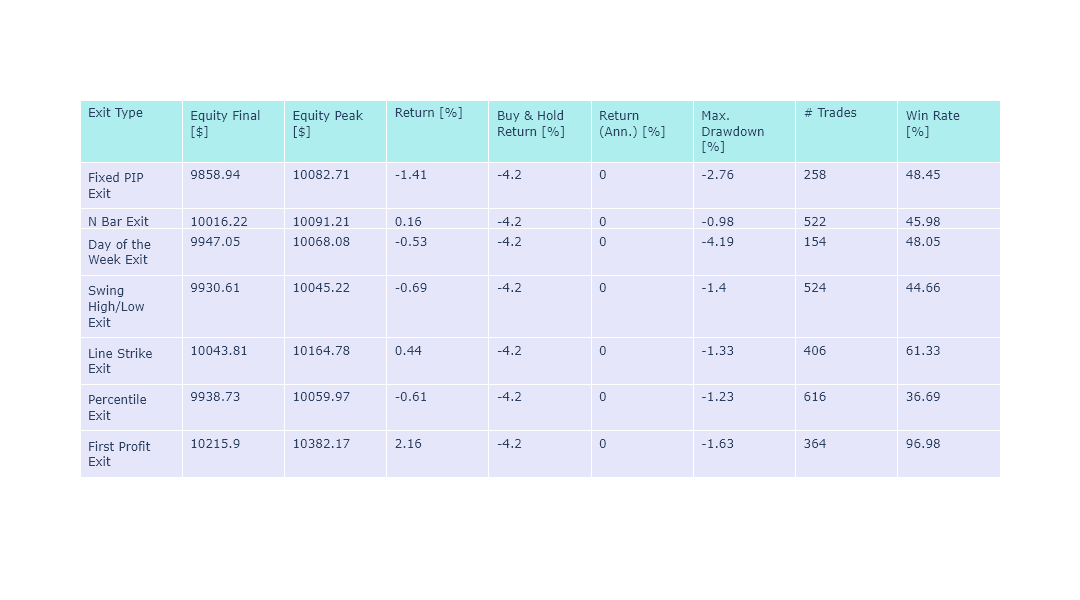 Exit Type Equity Final [$] Equity Peak [$] Return [%] Buy & Hold Return [%] Return (Ann.) [%] Max. Drawdown [%] # Trades Win Rate [%]
Fixed PIP Exit 9858.94 10082.71 -1.41 -4.2 0 -2.76 258 48.45
N Bar Exit 10016.22 10091.21 0.16 -4.2 0 -0.98 522 45.98
Day of the Week Exit 9947.05 10068.08 -0.53 -4.2 0 -4.19 154 48.05
Swing High/Low Exit 9930.61 10045.22 -0.69 -4.2 0 -1.4 524 44.66
Line Strike Exit 10043.81 10164.78 0.44 -4.2 0 -1.33 406 61.33
Percentile Exit 9938.73 10059.97 -0.61 -4.2 0 -1.23 616 36.69
First Profit Exit 10215.9 10382.17 2.16 -4.2 0 -1.63 364 96.98